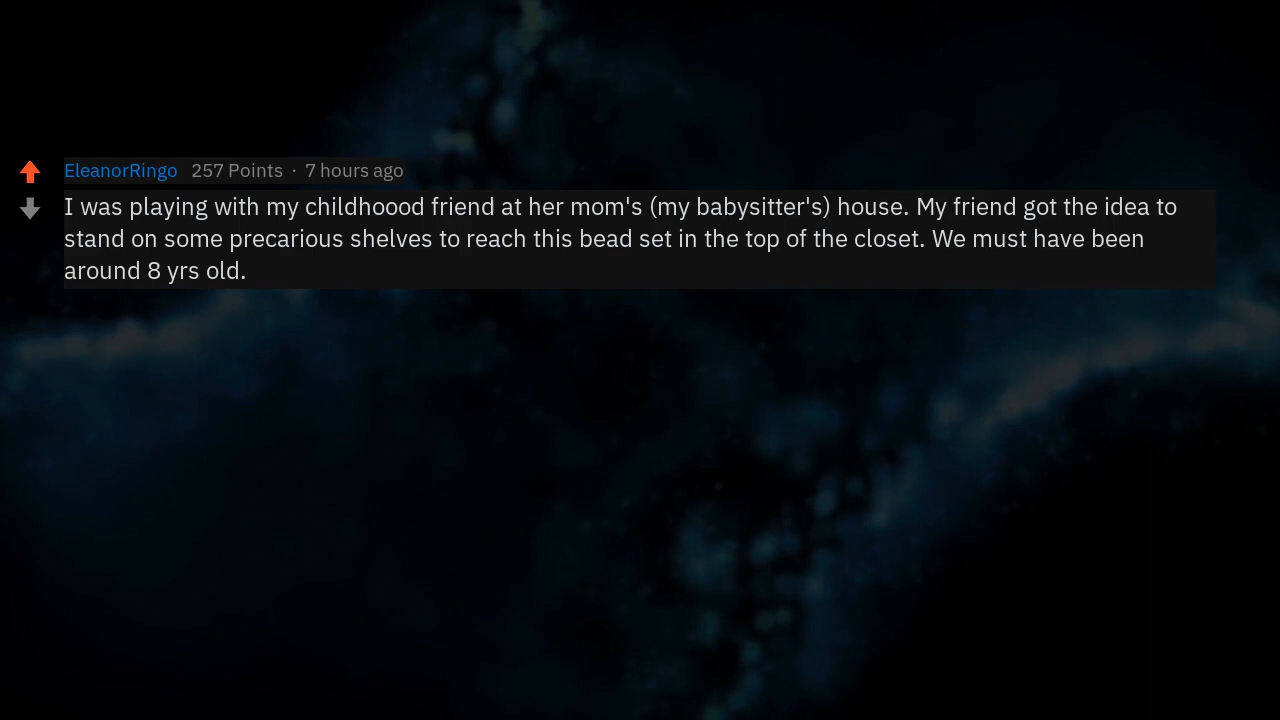 EleanorRingo 257 Points · 7 hours ago
I was playing with my childhoood friend at her mom's (my babysitter's) house. My friend got the idea to
stand on some precarious shelves to reach this bead set in the top of the closet. We must have been
around 8 yrs old.